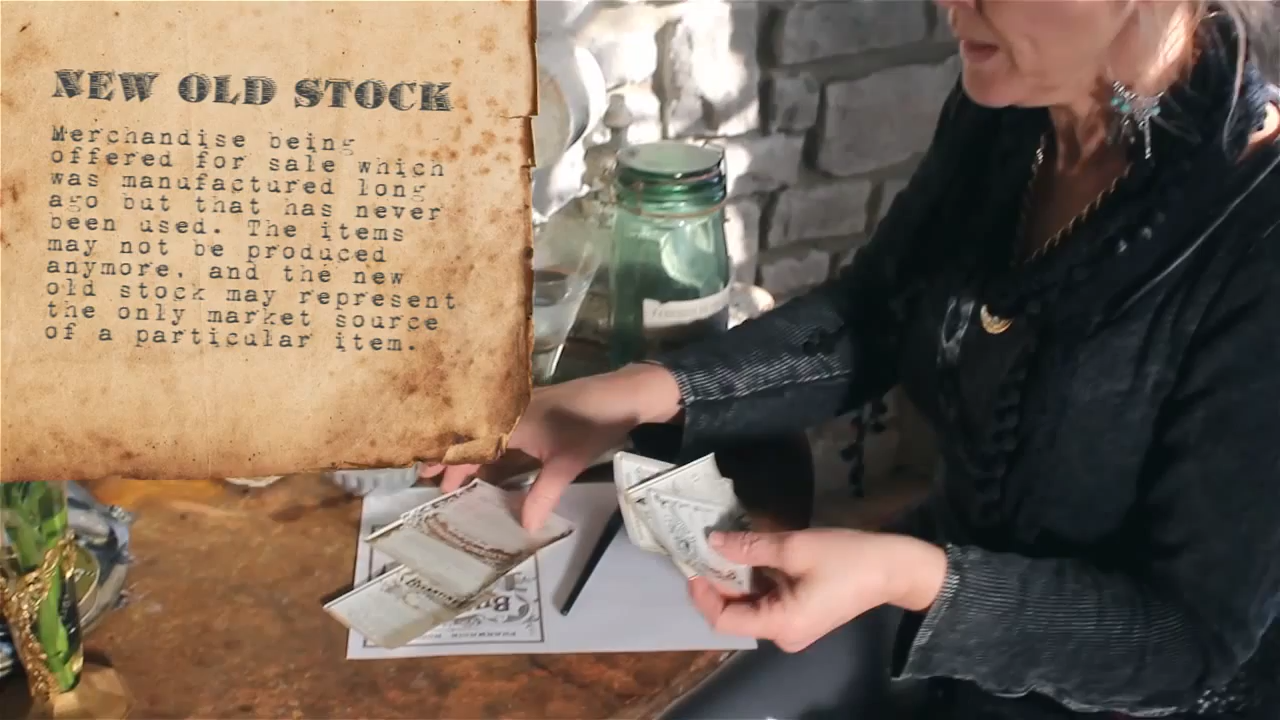 NEW OLD STOCK
Merchandise being
offered for sale which
was manufactured long
ago but that has never
been used. The items
may not be produced
anymore, and the new
old stock may represent
the only market source
of a particular item.